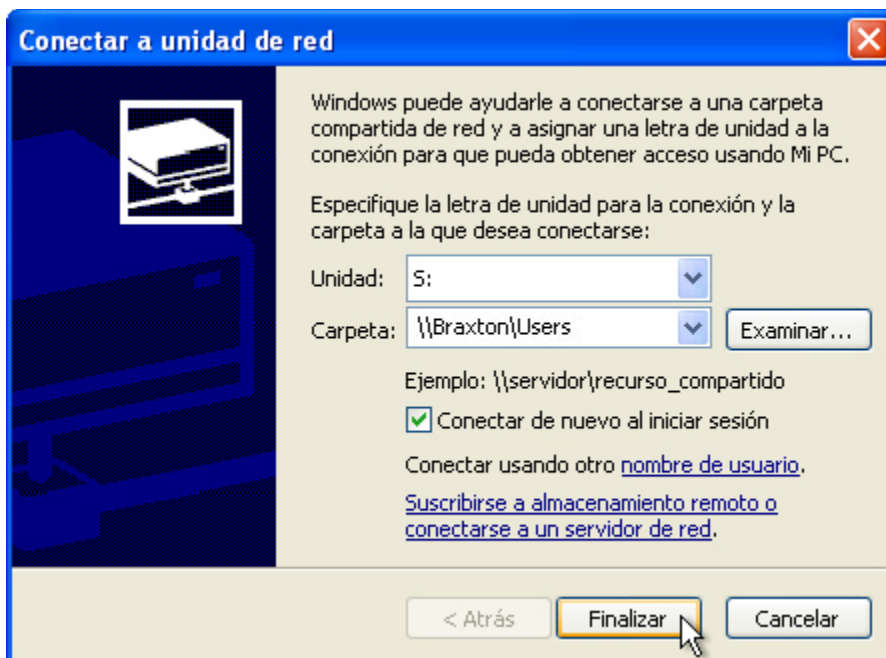 Conectar a unidad de red
Windows puede ayudarle a conectarse a una carpeta
compartida de red y a asignar una letra de unidad a la
conexión para que pueda obtener acceso usando Mi PC.
Especifique la letra de unidad para la conexión y la
carpeta a la que desea conectarse:
Unidad: S:
Carpeta: \\Braxton\Users Examinar...
Ejemplo: \\servidor\recurso_compartido
Conectar de nuevo al iniciar sesión
Conectar usando otro nombre de usuario.
Suscribirse a almacenamiento remoto o
conectarse a un servidor de red.
< Atrás Finalizar Cancelar